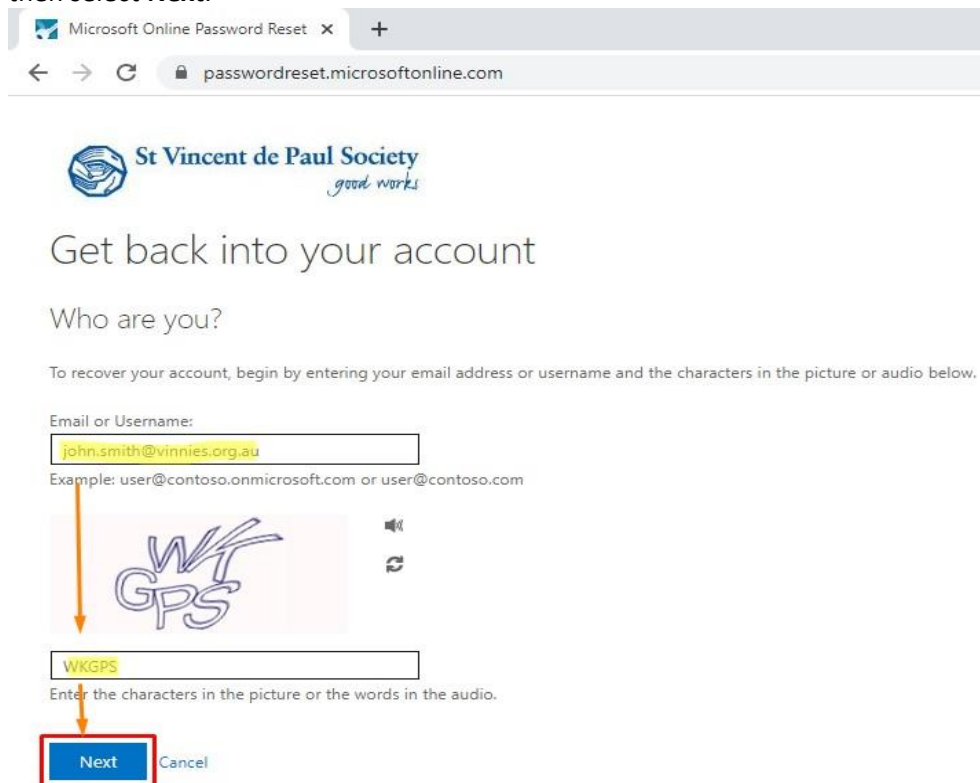 then select Next.
Microsoft Online Password Reset
passwordreset.microsoftonline.com
St Vincent de Paul Society
good works
Get back into your account
Who are you?
To recover your account, begin by entering your email address or username and the characters in the picture or audio below.
Email or Username:
john.smith@vinnies.org.au
Example: user@contoso.onmicrosoft.com or user@contoso.com
WK
GPS
WKGPS
Enter the characters in the picture or the words in the audio.
Next Cancel